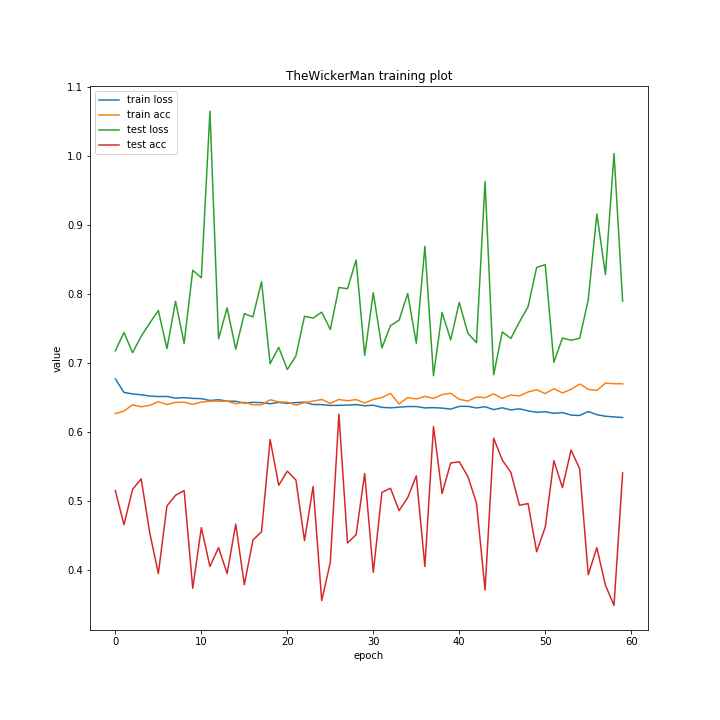 TheWickerMan training plot
train loss
train acc
test loss
test acc
1.1
1.0
0.9
0.8
0.7
0.6
0.5
0.4
value
0 10 20 30 40 50 60
epoch